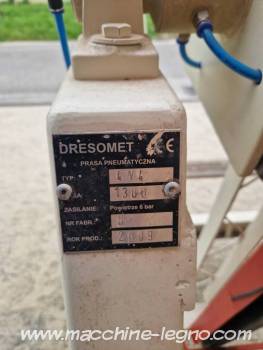 DRESOMET CE
PRASA PNEUMATYCZNA
TYP:
1300
ZASILANIE: Powietrze 6 bar
NR FABR.:
ROK PROD.: 2009
www.macchine-legno.com